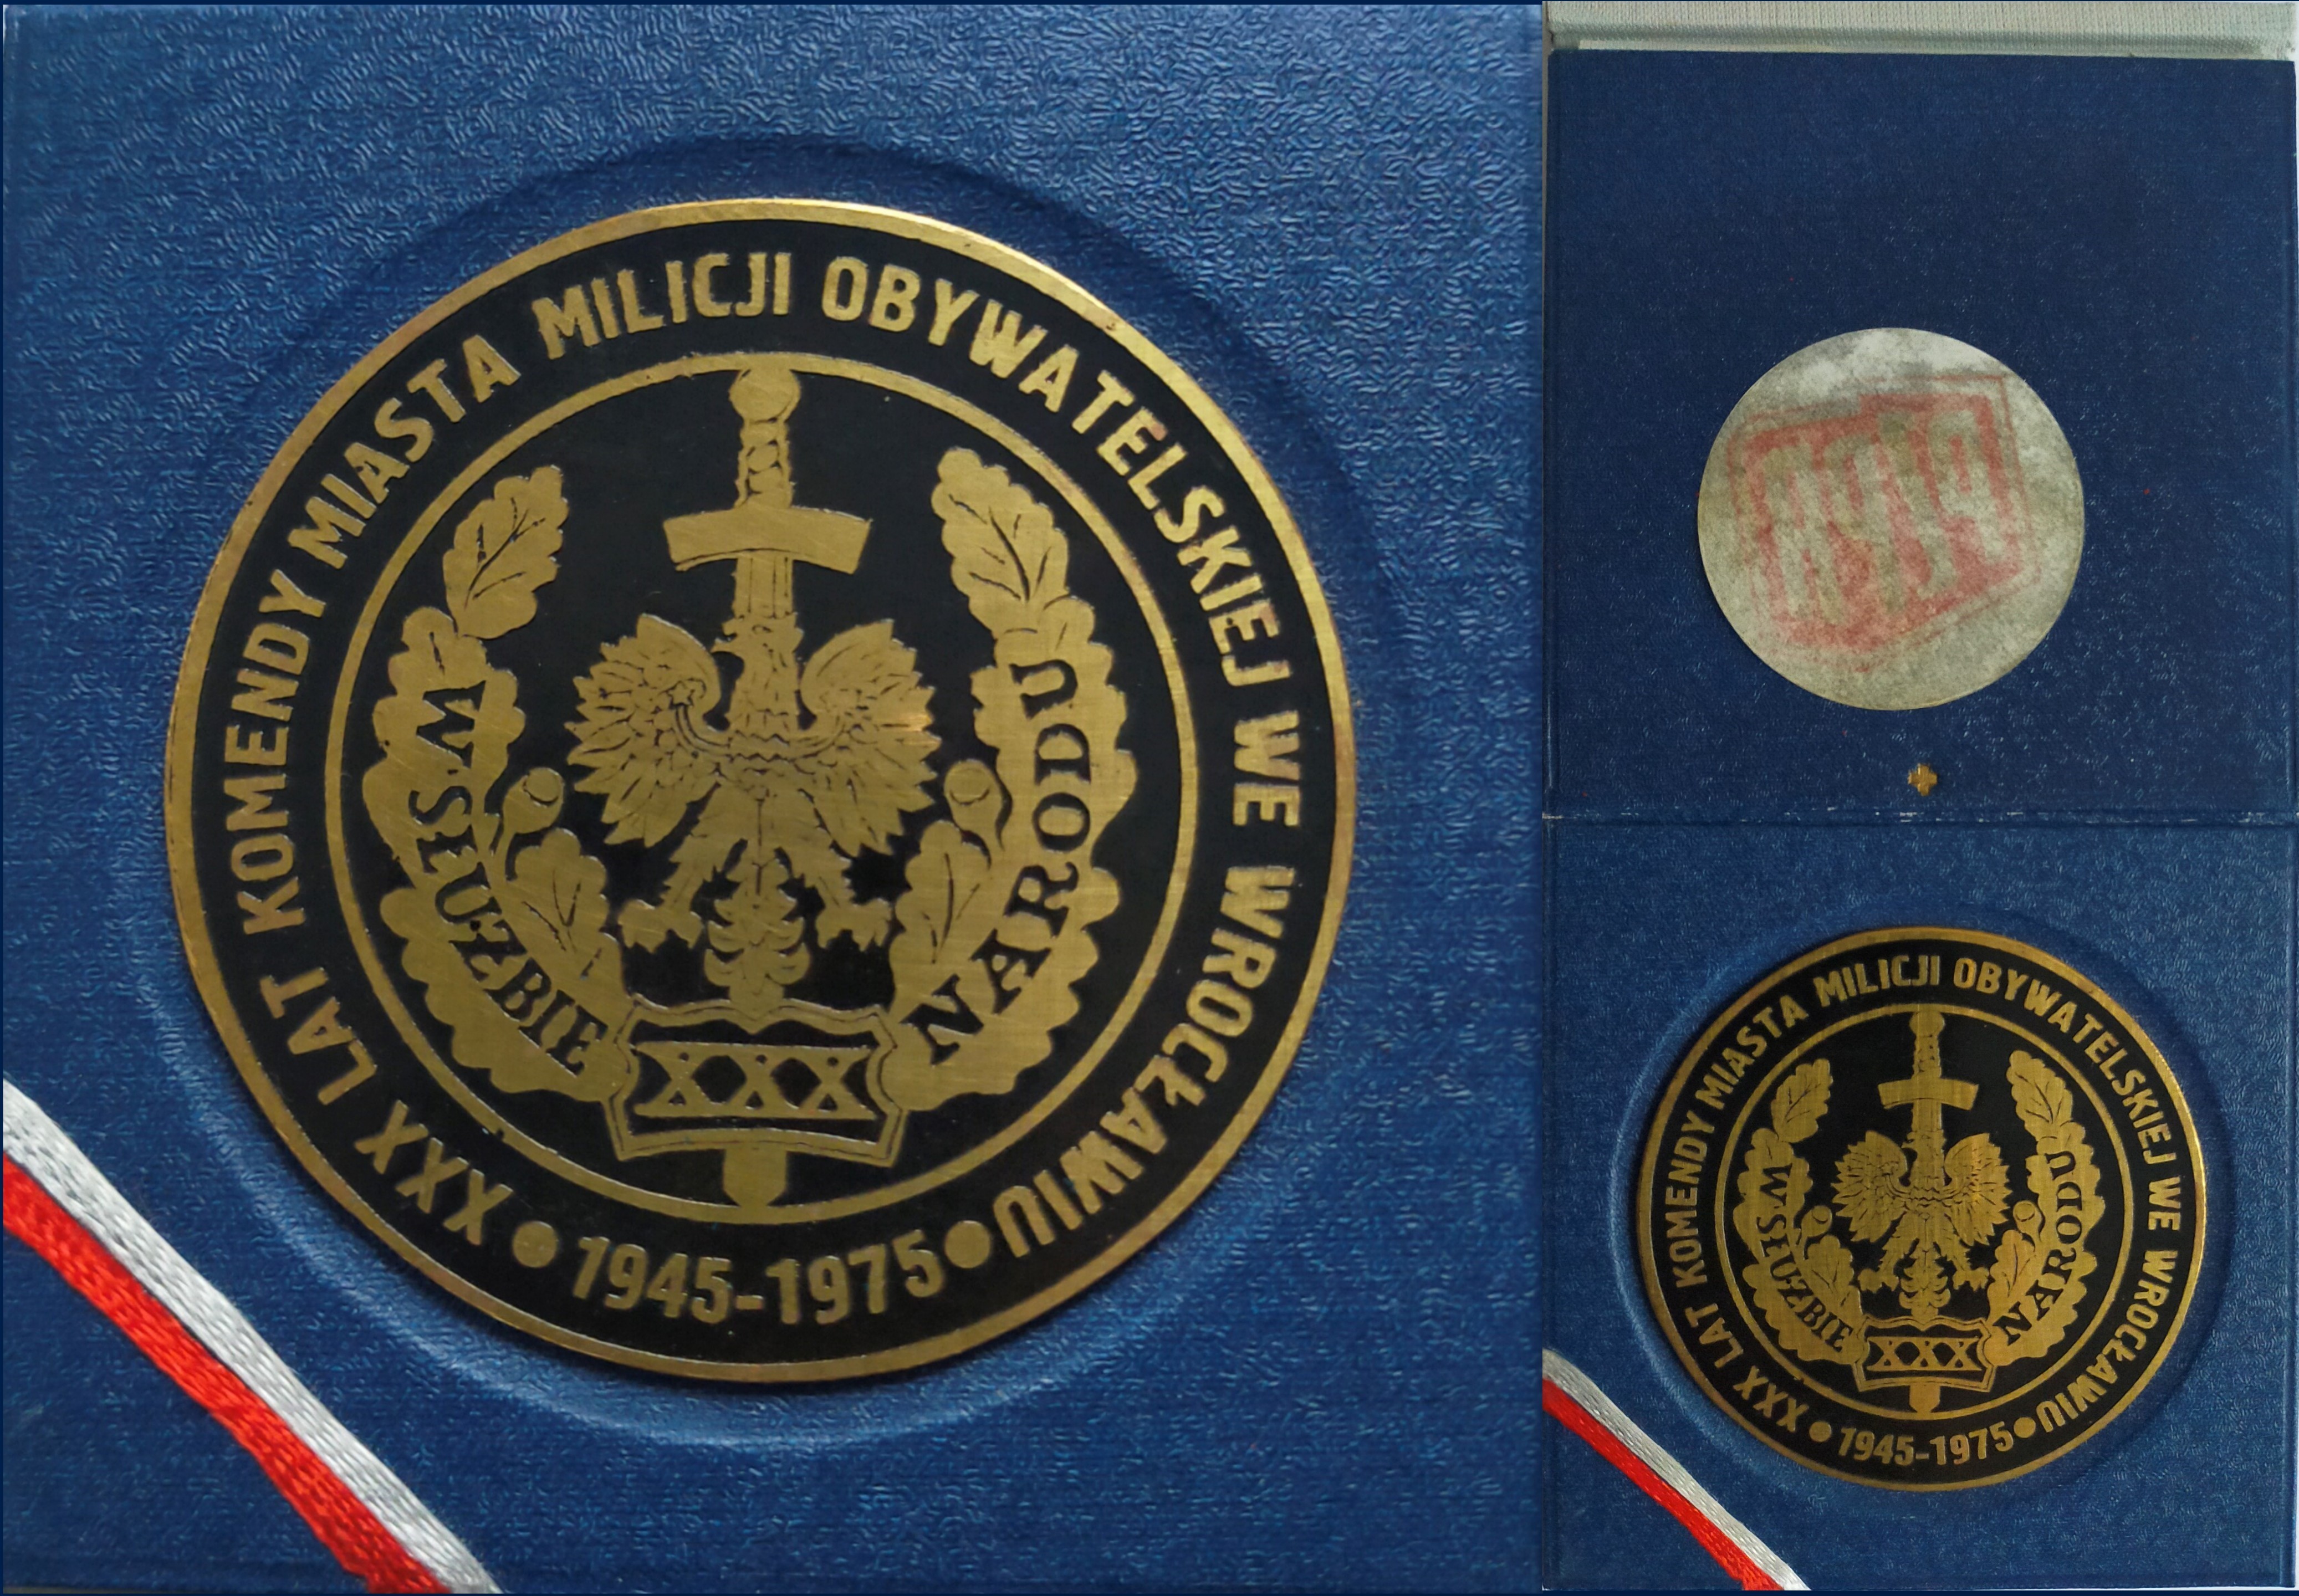 XXX LAT KOMENDY MIASTA MILICJI OBYWATELSKIEJ WE WROCŁAWIU
• 1945-1975 •
W SŁUŻBIE
NARODU
XXX
XXX LAT KOMENDY MIASTA MILICJI OBYWATELSKIEJ WE WROCŁAWIU
• 1945-1975 •
W SŁUŻBIE
NARODU
XXX